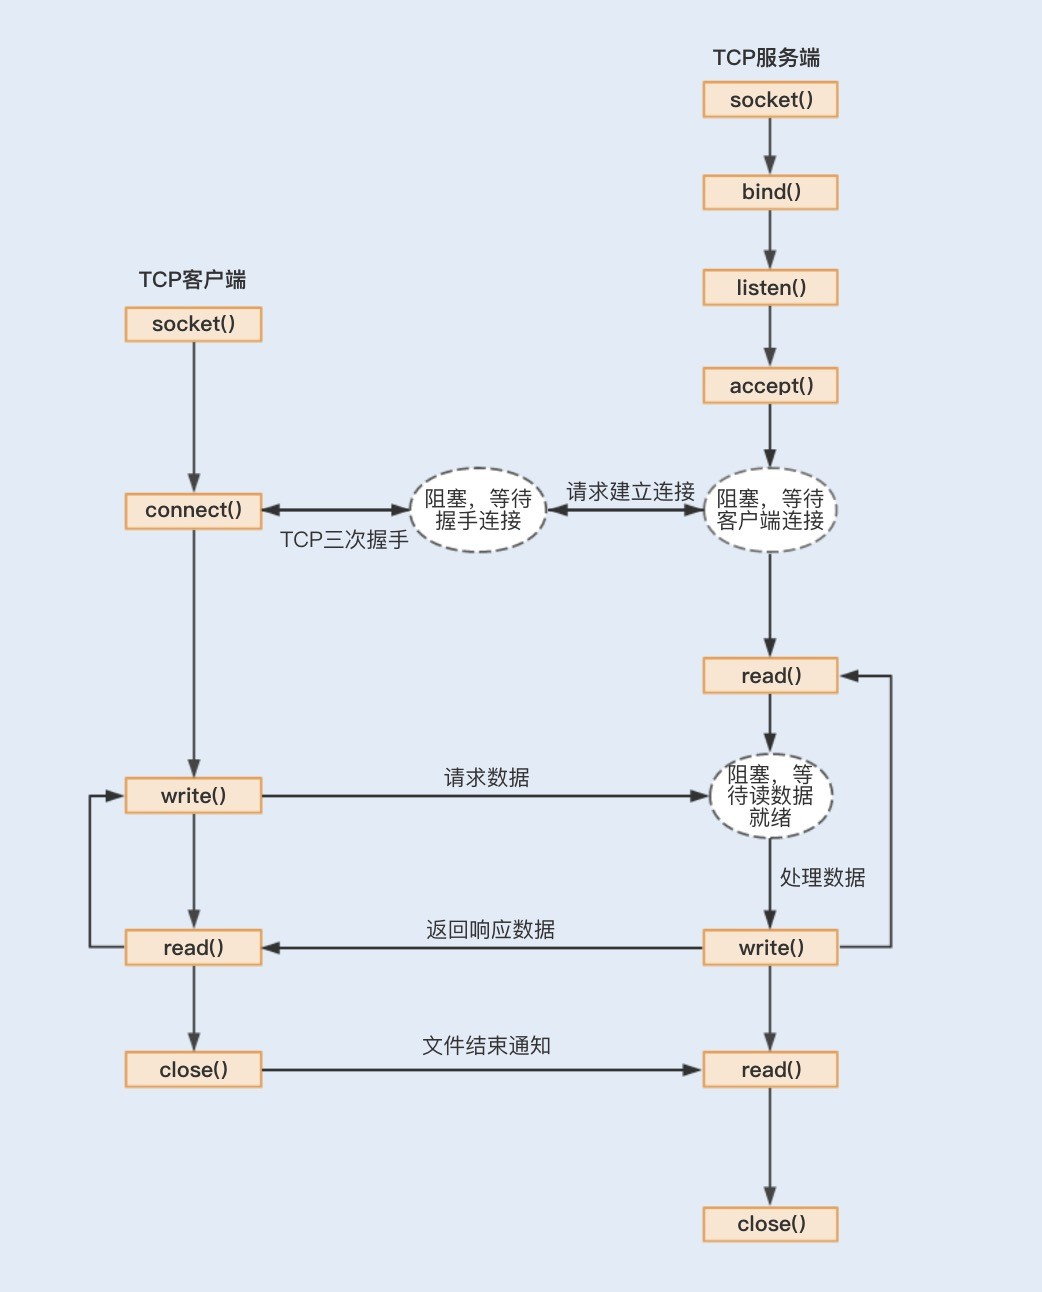 TCP服务端
socket()
bind()
listen()
TCP客户端
socket()
accept()
connect()
TCP三次握手
阻塞，等待
握手连接
请求建立连接
阻塞，等待
客户端连接
read()
write()
请求数据
阻塞，等
待读数据
就绪
处理数据
read()
返回响应数据
write()
close()
文件结束通知
read()
close()